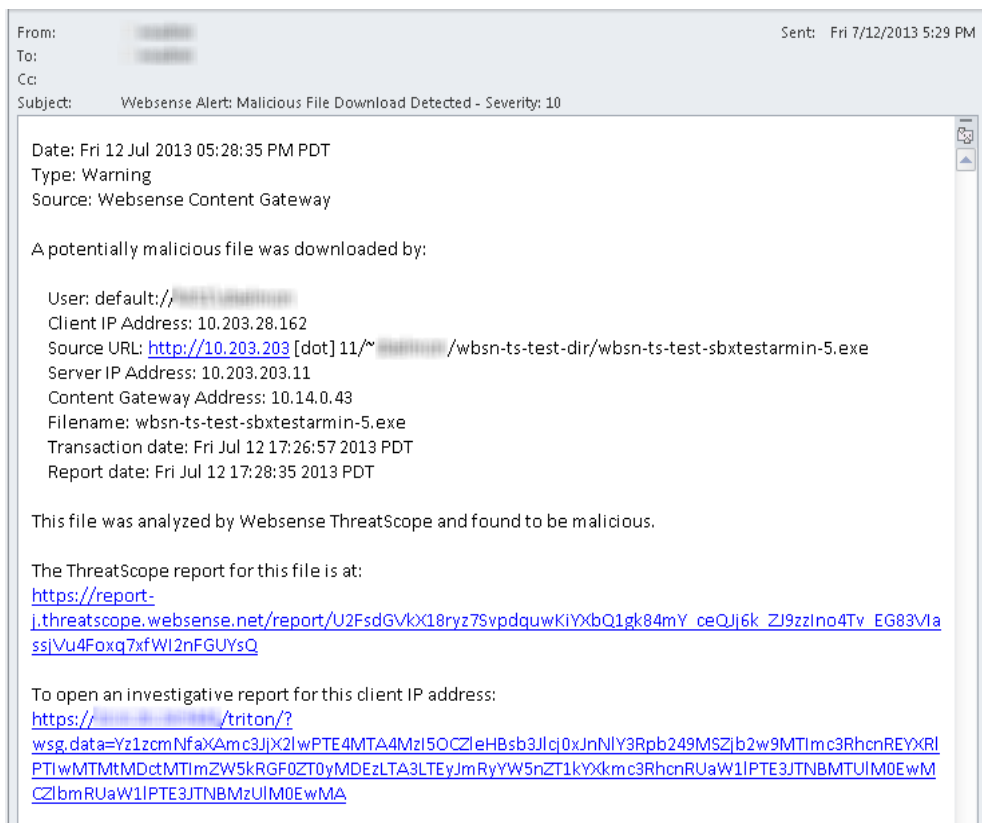 From:
Sent: Fri 7/12/2013 5:29 PM
To:
Cc:
Subject: Websense Alert: Malicious File Download Detected - Severity: 10
Date: Fri 12 Jul 2013 05:28:35 PM PDT
Type: Warning
Source: Websense Content Gateway
A potentially malicious file was downloaded by:
User: default://
Client IP Address: 10.203.28.162
Source URL: http://10.203.203 [dot] 11/~ /wbsn-ts-test-dir/wbsn-ts-test-sbxtestarmin-5.exe
Server IP Address: 10.203.203.11
Content Gateway Address: 10.14.0.43
Filename: wbsn-ts-test-sbxtestarmin-5.exe
Transaction date: Fri Jul 12 17:26:57 2013 PDT
Report date: Fri Jul 12 17:28:35 2013 PDT
This file was analyzed by Websense ThreatScope and found to be malicious.
The ThreatScope report for this file is at:
https://report-
j.threatscope.websense.net/report/U2FsdGVkX18ryz7SvpdquwKiYXbQ1gk84mY_ceQJj6k_ZJ9zzIno4Tv_EG83VIa
ssjVu4Foxq7xfWI2nFGUYsQ
To open an investigative report for this client IP address:
https:// /triton/?
wsg.data=Yz1zcmNfaXAmc3JjX2lwPTE4MTA4MzI5OCZleHBsb3Jlcj0xJnNlY3Rpb249MSZjb2w9MTImc3RhcnREYXRl
PTIwMTMtMDctMTImZW5kRGF0ZT0yMDEzLTA3LTEyJmRyYW5nZT1kYXkmc3RhcnRUaW1lPTE3JTNBMTUlM0EwM
CZlbmRUaW1lPTE3JTNBMzUlM0EwMA